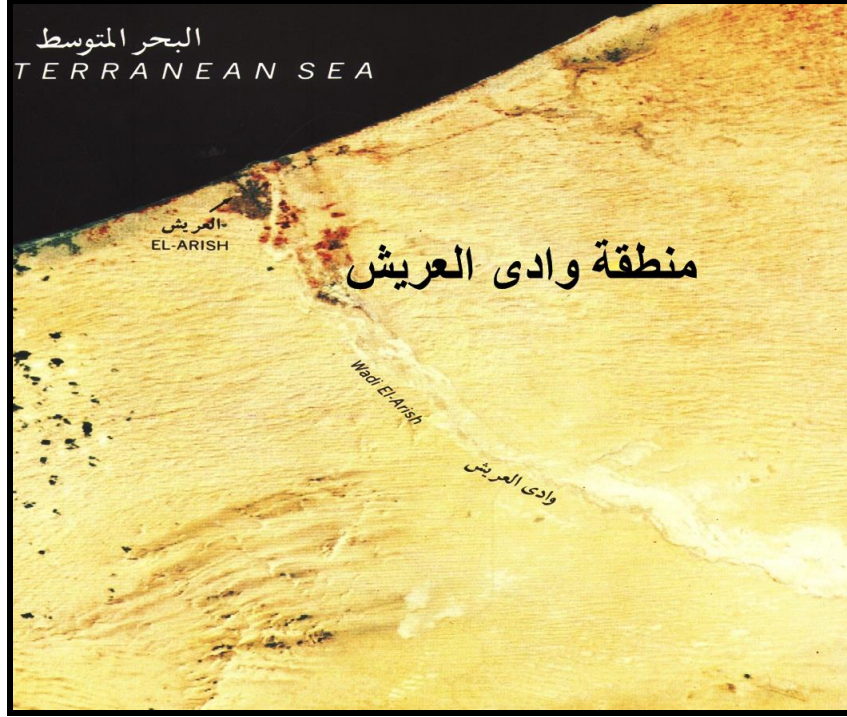 البحر المتوسط
TERRANEAN SEA
العريش
EL-ARISH
منطقة وادى العريش
Wadi El-Arish
وادى العريش